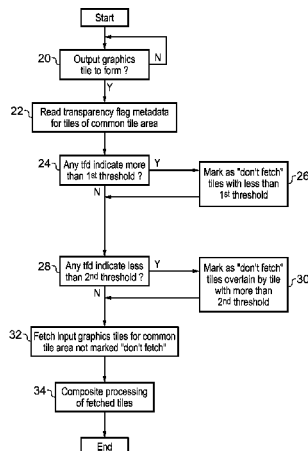 Start
20
Output graphics
tile to form ?
N
Y
22
Read transparency flag metadata
for tiles of common tile area
24
Any tfd indicate more
than 1st threshold ?
Y
N
Mark as "don't fetch"
tiles with less than
1st threshold
26
28
Any tfd indicate less
than 2nd threshold ?
Y
N
Mark as "don't fetch"
tiles overlain by tile
with more than
2nd threshold
30
32
Fetch input graphics tiles for common
tile area not marked "don't fetch"
34
Composite processing
of fetched tiles
End